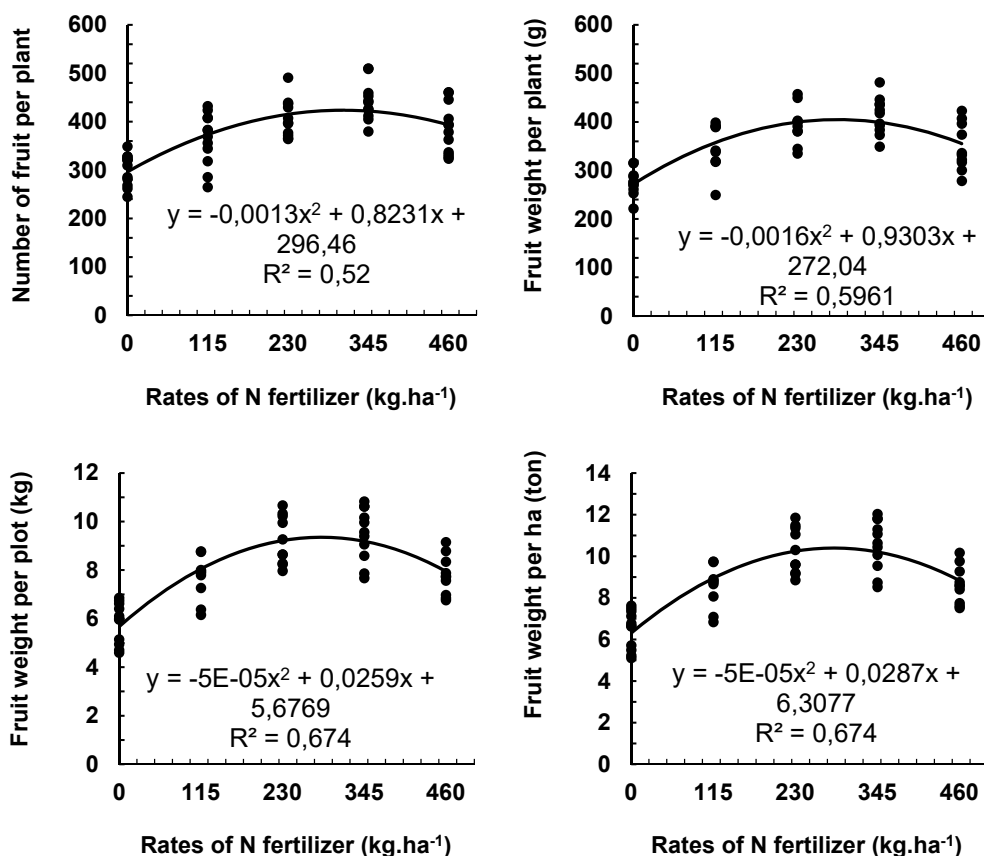 Number of fruit per plant
600
500
400
300
200
100
0
y = -0,0013x² + 0,8231x +
296,46
R² = 0,52
0 115 230 345 460
Rates of N fertilizer (kg.ha⁻¹)
Fruit weight per plant (g)
600
500
400
300
200
100
0
y = -0,0016x² + 0,9303x +
272,04
R² = 0,5961
0 115 230 345 460
Rates of N fertilizer (kg.ha⁻¹)
Fruit weight per plot (kg)
12
10
8
6
4
2
0
y = -5E-05x² + 0,0259x +
5,6769
R² = 0,674
0 115 230 345 460
Rates of N fertilizer (kg.ha⁻¹)
Fruit weight per ha (ton)
14
12
10
8
6
4
2
0
y = -5E-05x² + 0,0287x +
6,3077
R² = 0,674
0 115 230 345 460
Rates of N fertilizer (kg.ha⁻¹)